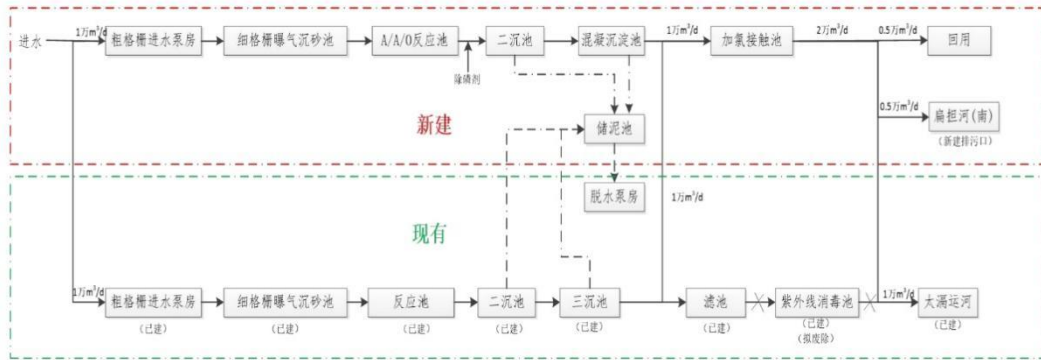 进水
1万m³/d
粗格栅进水泵房
细格栅曝气沉砂池
A/A/O反应池
除磷剂
二沉池
混凝沉淀池
1万m³/d
加氯接触池
2万m³/d
0.5万m³/d
回用
新建
储泥池
0.5万m³/d
扁担河(南)
(新建排污口)
脱水泵房
1万m³/d
现有
1万m³/d
粗格栅进水泵房
(已建)
细格栅曝气沉砂池
(已建)
反应池
(已建)
二沉池
(已建)
三沉池
(已建)
滤池
(已建)
紫外线消毒池
(已建)
(拟废除)
1万m³/d
太滆运河
(已建)